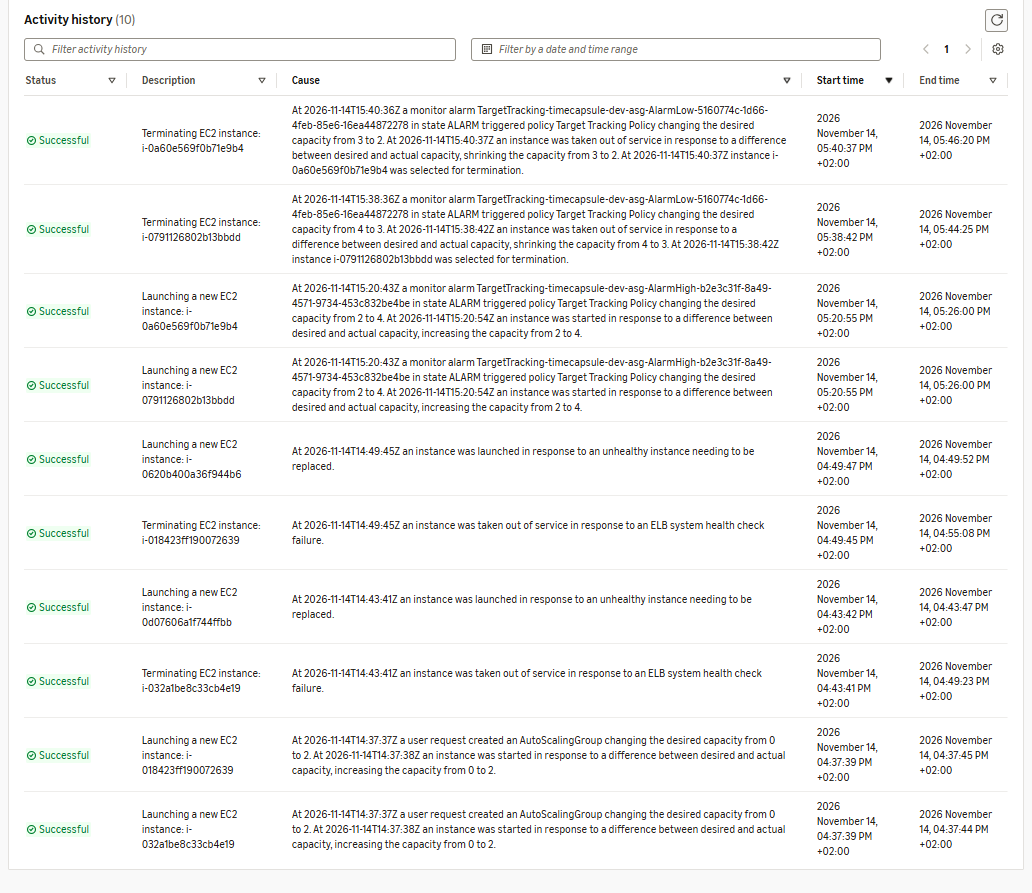 Activity history (10)
Filter activity history
Filter by a date and time range
1
Status
Description
Cause
Start time
End time
Successful
Terminating EC2 instance:
i-0a60e569f0b71e9b4
At 2026-11-14T15:40:36Z a monitor alarm TargetTracking-timecapsule-dev-asg-AlarmLow-5160774c-1d66-
4feb-85e6-16ea44872278 in state ALARM triggered policy Target Tracking Policy changing the desired
capacity from 3 to 2. At 2026-11-14T15:40:37Z an instance was taken out of service in response to a difference
between desired and actual capacity, shrinking the capacity from 3 to 2. At 2026-11-14T15:40:37Z instance i-
0a60e569f0b71e9b4 was selected for termination.
2026
November 14,
05:40:37 PM
+02:00
2026 November
14, 05:46:20 PM
+02:00
Successful
Terminating EC2 instance:
i-0791126802b13bbdd
At 2026-11-14T15:38:36Z a monitor alarm TargetTracking-timecapsule-dev-asg-AlarmLow-5160774c-1d66-
4feb-85e6-16ea44872278 in state ALARM triggered policy Target Tracking Policy changing the desired
capacity from 4 to 3. At 2026-11-14T15:38:42Z an instance was taken out of service in response to a
difference between desired and actual capacity, shrinking the capacity from 4 to 3. At 2026-11-14T15:38:42Z
instance i-0791126802b13bbdd was selected for termination.
2026
November 14,
05:38:42 PM
+02:00
2026 November
14, 05:44:25 PM
+02:00
Successful
Launching a new EC2
instance: i-
0a60e569f0b71e9b4
At 2026-11-14T15:20:43Z a monitor alarm TargetTracking-timecapsule-dev-asg-AlarmHigh-b2e3c31f-8a49-
4571-9734-453c832be4be in state ALARM triggered policy Target Tracking Policy changing the desired
capacity from 2 to 4. At 2026-11-14T15:20:54Z an instance was started in response to a difference between
desired and actual capacity, increasing the capacity from 2 to 4.
2026
November 14,
05:20:55 PM
+02:00
2026 November
14, 05:26:00 PM
+02:00
Successful
Launching a new EC2
instance: i-
0791126802b13bbdd
At 2026-11-14T15:20:43Z a monitor alarm TargetTracking-timecapsule-dev-asg-AlarmHigh-b2e3c31f-8a49-
4571-9734-453c832be4be in state ALARM triggered policy Target Tracking Policy changing the desired
capacity from 2 to 4. At 2026-11-14T15:20:54Z an instance was started in response to a difference between
desired and actual capacity, increasing the capacity from 2 to 4.
2026
November 14,
05:20:55 PM
+02:00
2026 November
14, 05:26:00 PM
+02:00
Successful
Launching a new EC2
instance: i-
0620b400a36f944b6
At 2026-11-14T14:49:45Z an instance was launched in response to an unhealthy instance needing to be
replaced.
2026
November 14,
04:49:47 PM
+02:00
2026 November
14, 04:49:52 PM
+02:00
Successful
Terminating EC2 instance:
i-018423ff190072639
At 2026-11-14T14:49:45Z an instance was taken out of service in response to an ELB system health check
failure.
2026
November 14,
04:49:45 PM
+02:00
2026 November
14, 04:55:08 PM
+02:00
Successful
Launching a new EC2
instance: i-
0d07606a1f744ffbb
At 2026-11-14T14:43:41Z an instance was launched in response to an unhealthy instance needing to be
replaced.
2026
November 14,
04:43:42 PM
+02:00
2026 November
14, 04:43:47 PM
+02:00
Successful
Terminating EC2 instance:
i-032a1be8c33cb4e19
At 2026-11-14T14:43:41Z an instance was taken out of service in response to an ELB system health check
failure.
2026
November 14,
04:43:41 PM
+02:00
2026 November
14, 04:49:23 PM
+02:00
Successful
Launching a new EC2
instance: i-
018423ff190072639
At 2026-11-14T14:37:37Z a user request created an AutoScalingGroup changing the desired capacity from 0
to 2. At 2026-11-14T14:37:38Z an instance was started in response to a difference between desired and actual
capacity, increasing the capacity from 0 to 2.
2026
November 14,
04:37:39 PM
+02:00
2026 November
14, 04:37:45 PM
+02:00
Successful
Launching a new EC2
instance: i-
032a1be8c33cb4e19
At 2026-11-14T14:37:37Z a user request created an AutoScalingGroup changing the desired capacity from 0
to 2. At 2026-11-14T14:37:38Z an instance was started in response to a difference between desired and actual
capacity, increasing the capacity from 0 to 2.
2026
November 14,
04:37:39 PM
+02:00
2026 November
14, 04:37:44 PM
+02:00